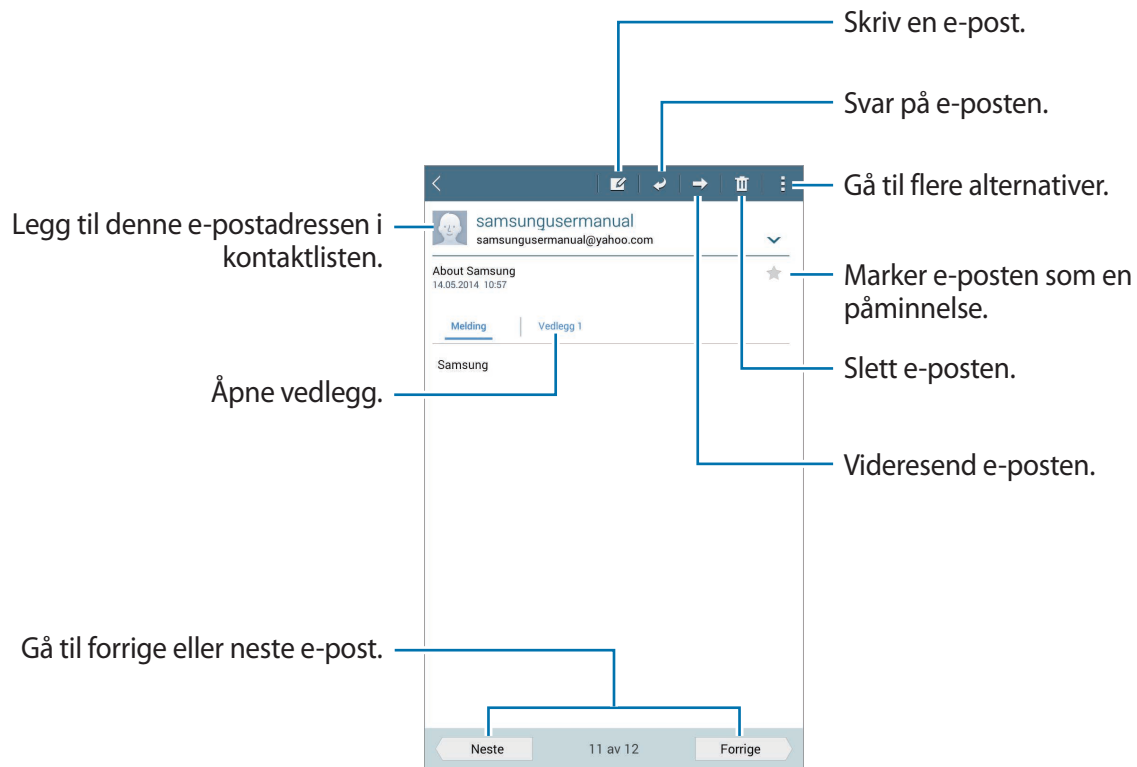 Skriv en e-post.
Svar på e-posten.
Gå til flere alternativer.
Legg til denne e-postadressen i
kontaktlisten.
samsungusermanual
samsungusermanual@yahoo.com
About Samsung
14.05.2014 10:57
Marker e-posten som en
påminnelse.
Melding
Vedlegg 1
Samsung
Slett e-posten.
Åpne vedlegg.
Videresend e-posten.
Gå til forrige eller neste e-post.
Neste
11 av 12
Forrige